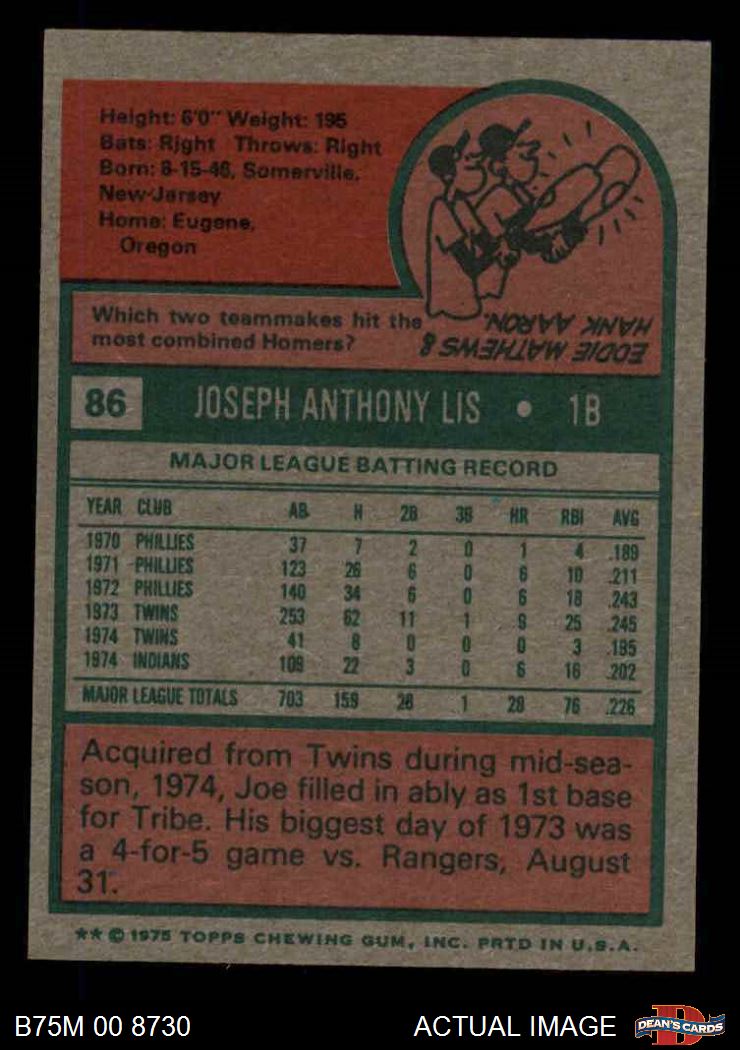 Height: 6'0" Weight: 195
Bats: Right Throws: Right
Born: 8-15-46, Somerville,
New Jersey
Home: Eugene,
Oregon
Which two teammakes hit the
most combined Homers?
EDDIE MATHEWS &
HANK AARON.
86 JOSEPH ANTHONY LIS • 1B
MAJOR LEAGUE BATTING RECORD
YEAR CLUB AB H 2B 3B HR RBI AVG
1970 PHILLIES 37 7 2 0 1 4 .189
1971 PHILLIES 123 26 6 0 6 10 .211
1972 PHILLIES 140 34 6 0 6 18 .243
1973 TWINS 253 62 11 1 9 25 .245
1974 TWINS 41 8 0 0 0 3 .195
1974 INDIANS 109 22 3 0 6 16 .202
MAJOR LEAGUE TOTALS 703 159 28 1 28 76 .226
Acquired from Twins during mid-sea-
son, 1974, Joe filled in ably as 1st base
for Tribe. His biggest day of 1973 was
a 4-for-5 game vs. Rangers, August
31.
** © 1975 TOPPS CHEWING GUM, INC. PRTD IN U.S.A.
B75M 00 8730 ACTUAL IMAGE DEAN'S CARDS